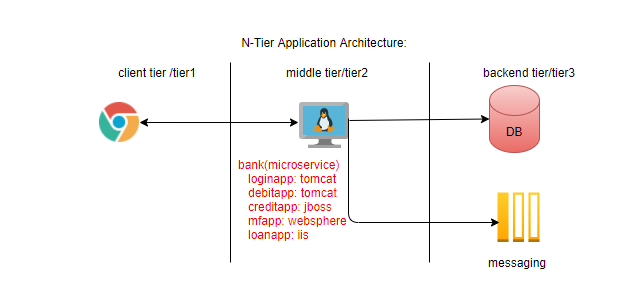 N-Tier Application Architecture:
client tier /tier1
middle tier/tier2
backend tier/tier3
DB
bank(microservice)
loginapp: tomcat
debitapp: tomcat
creditapp: jboss
mfapp: websphere
loanapp: iis
messaging